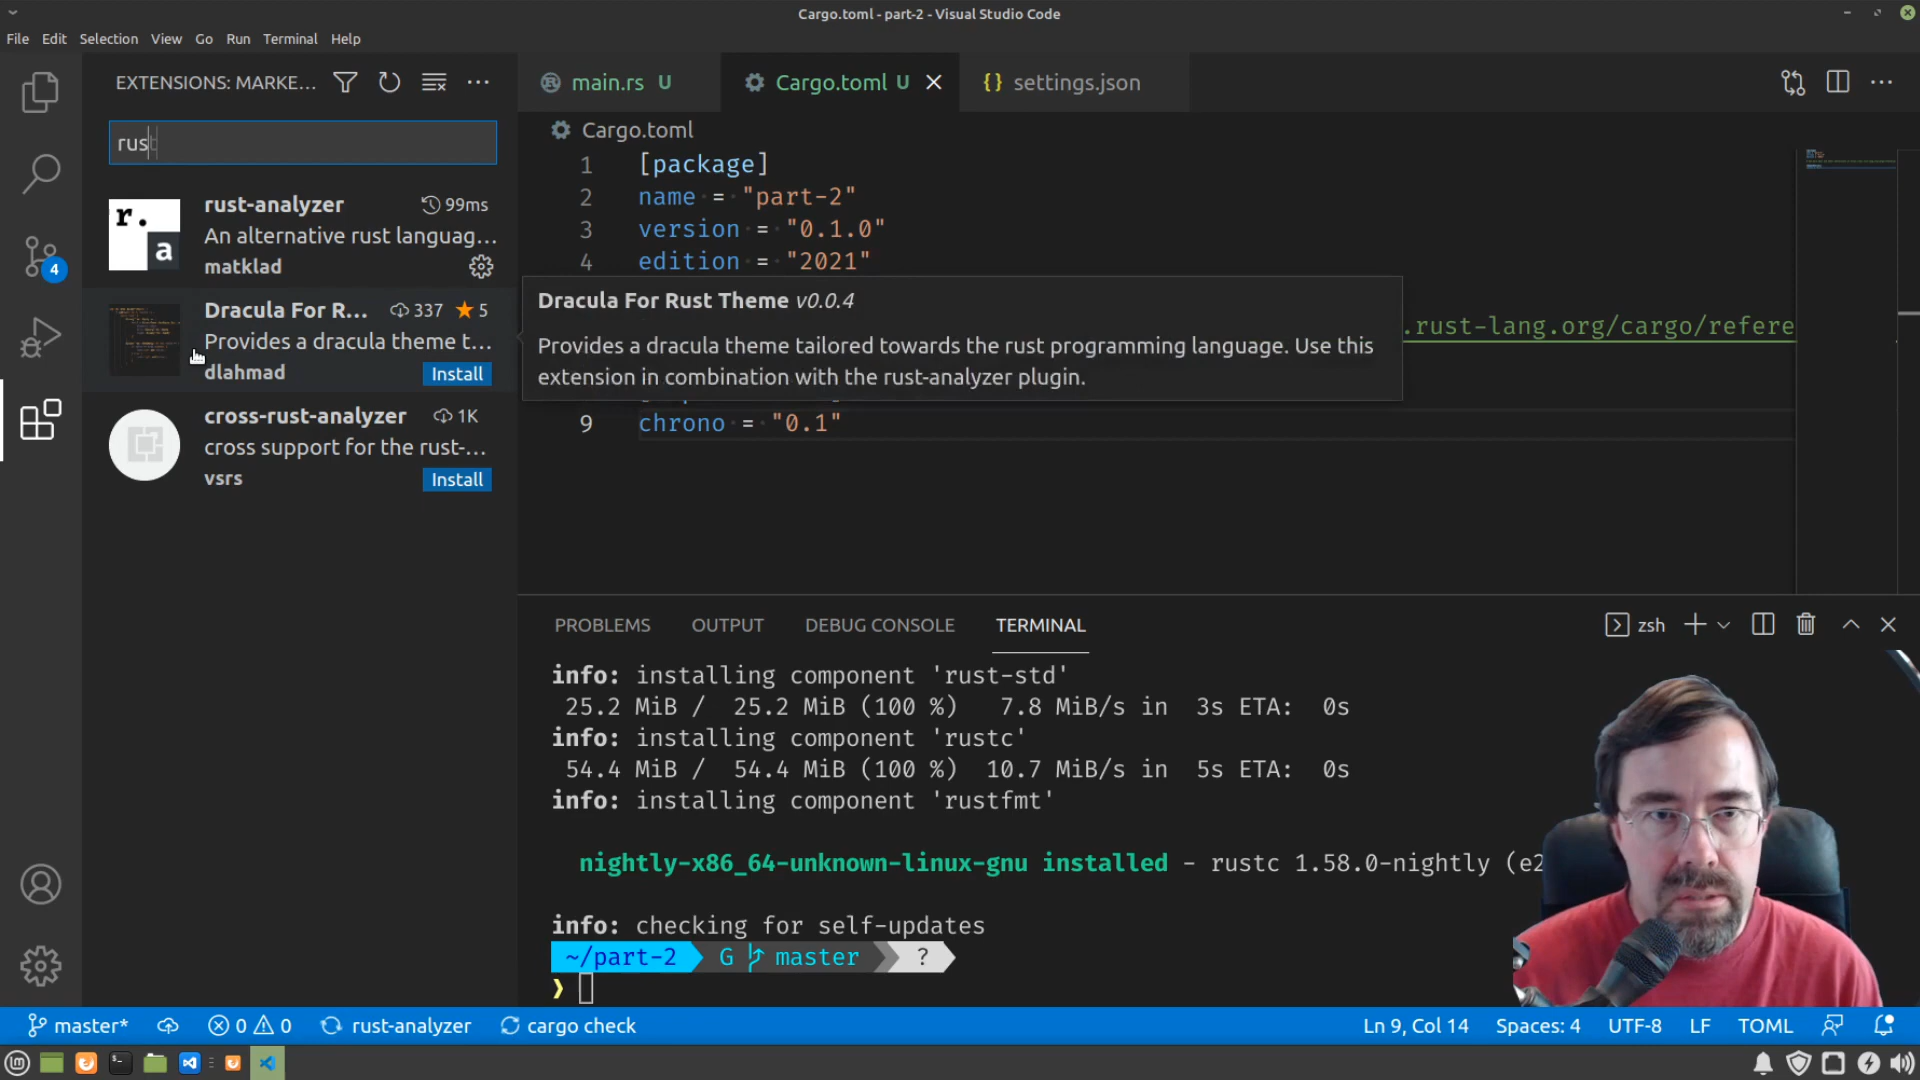 Cargo.toml - part-2 - Visual Studio Code
File Edit Selection View Go Run Terminal Help
EXTENSIONS: MARKE...
main.rs U
Cargo.toml U
{} settings.json
rust
Cargo.toml
1 [package]
2 name = "part-2"
3 version = "0.1.0"
4 edition = "2021"
rust-analyzer 99ms
An alternative rust languag...
matklad
Dracula For R... 337 5
Provides a dracula theme t...
dlahmad Install
cross-rust-analyzer 1K
cross support for the rust-...
vsrs Install
Dracula For Rust Theme v0.0.4
Provides a dracula theme tailored towards the rust programming language. Use this
extension in combination with the rust-analyzer plugin.
.rust-lang.org/cargo/refere
9 chrono = "0.1"
PROBLEMS OUTPUT DEBUG CONSOLE TERMINAL
zsh
info: installing component 'rust-std'
25.2 MiB / 25.2 MiB (100 %) 7.8 MiB/s in 3s ETA: 0s
info: installing component 'rustc'
54.4 MiB / 54.4 MiB (100 %) 10.7 MiB/s in 5s ETA: 0s
info: installing component 'rustfmt'
nightly-x86_64-unknown-linux-gnu installed - rustc 1.58.0-nightly (e2
info: checking for self-updates
~/part-2 G master ?
❯
4
master* 0 0 rust-analyzer cargo check
Ln 9, Col 14 Spaces: 4 UTF-8 LF TOML